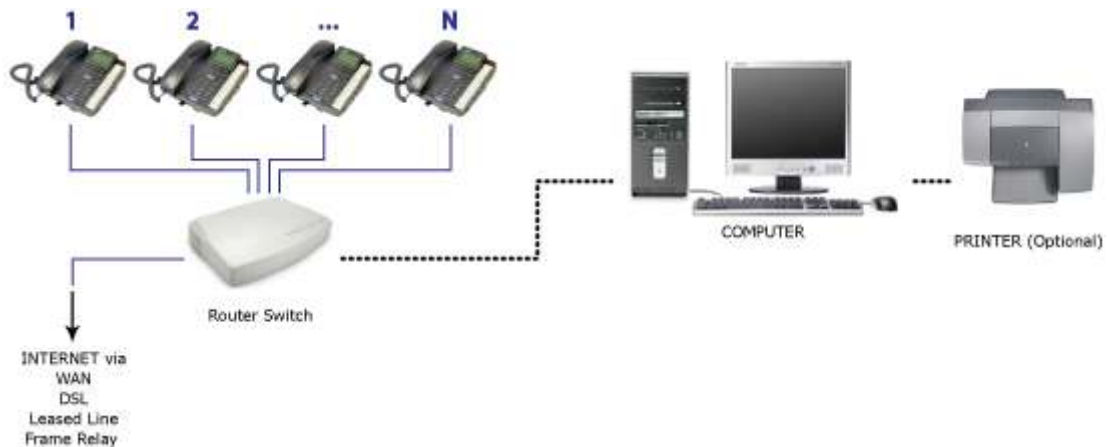 1
2
...
N
COMPUTER
PRINTER (Optional)
Router Switch
INTERNET via
WAN
DSL
Leased Line
Frame Relay